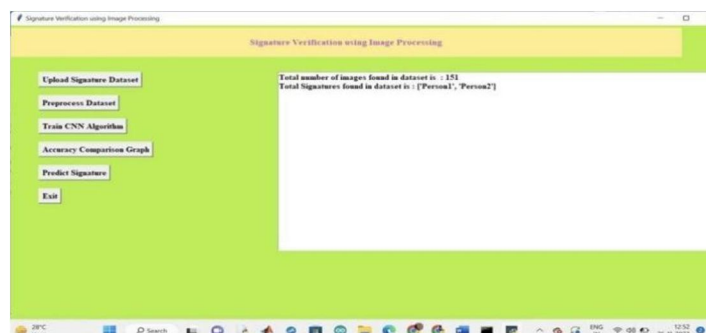 Signature Verification using Image Processing
Signature Verification using Image Processing
Upload Signature Dataset
Preprocess Dataset
Train CNN Algorithm
Accuracy Comparison Graph
Predict Signature
Exit
Total number of images found in dataset is : 151
Total Signatures found in dataset is : ['Person1', 'Person2']
28°C
Search
ENG
12:52